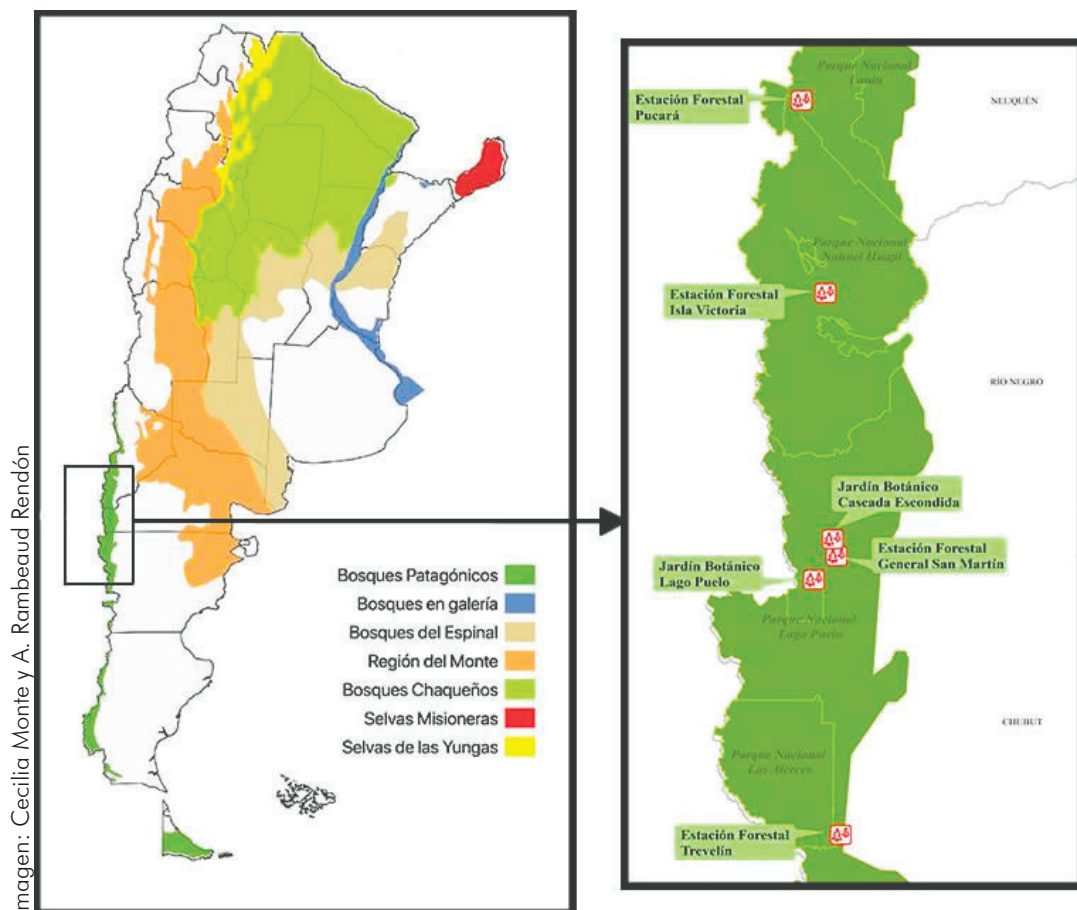 magen: Cecilia Monte y A. Rambeaud Rendón
Bosques Patagónicos
Bosques en galería
Bosques del Espinal
Región del Monte
Bosques Chaqueños
Selvas Misioneras
Selvas de las Yungas
Parque Nacional
Lanín
Estación Forestal
Pucará
NEUQUÉN
Parque Nacional
Nahuel Huapi
Estación Forestal
Isla Victoria
RÍO NEGRO
Jardín Botánico
Cascada Escondida
Estación Forestal
General San Martín
Jardín Botánico
Lago Puelo
Parque Nacional
Lago Puelo
CHUBUT
Parque Nacional
Los Alerces
Estación Forestal
Trevelín